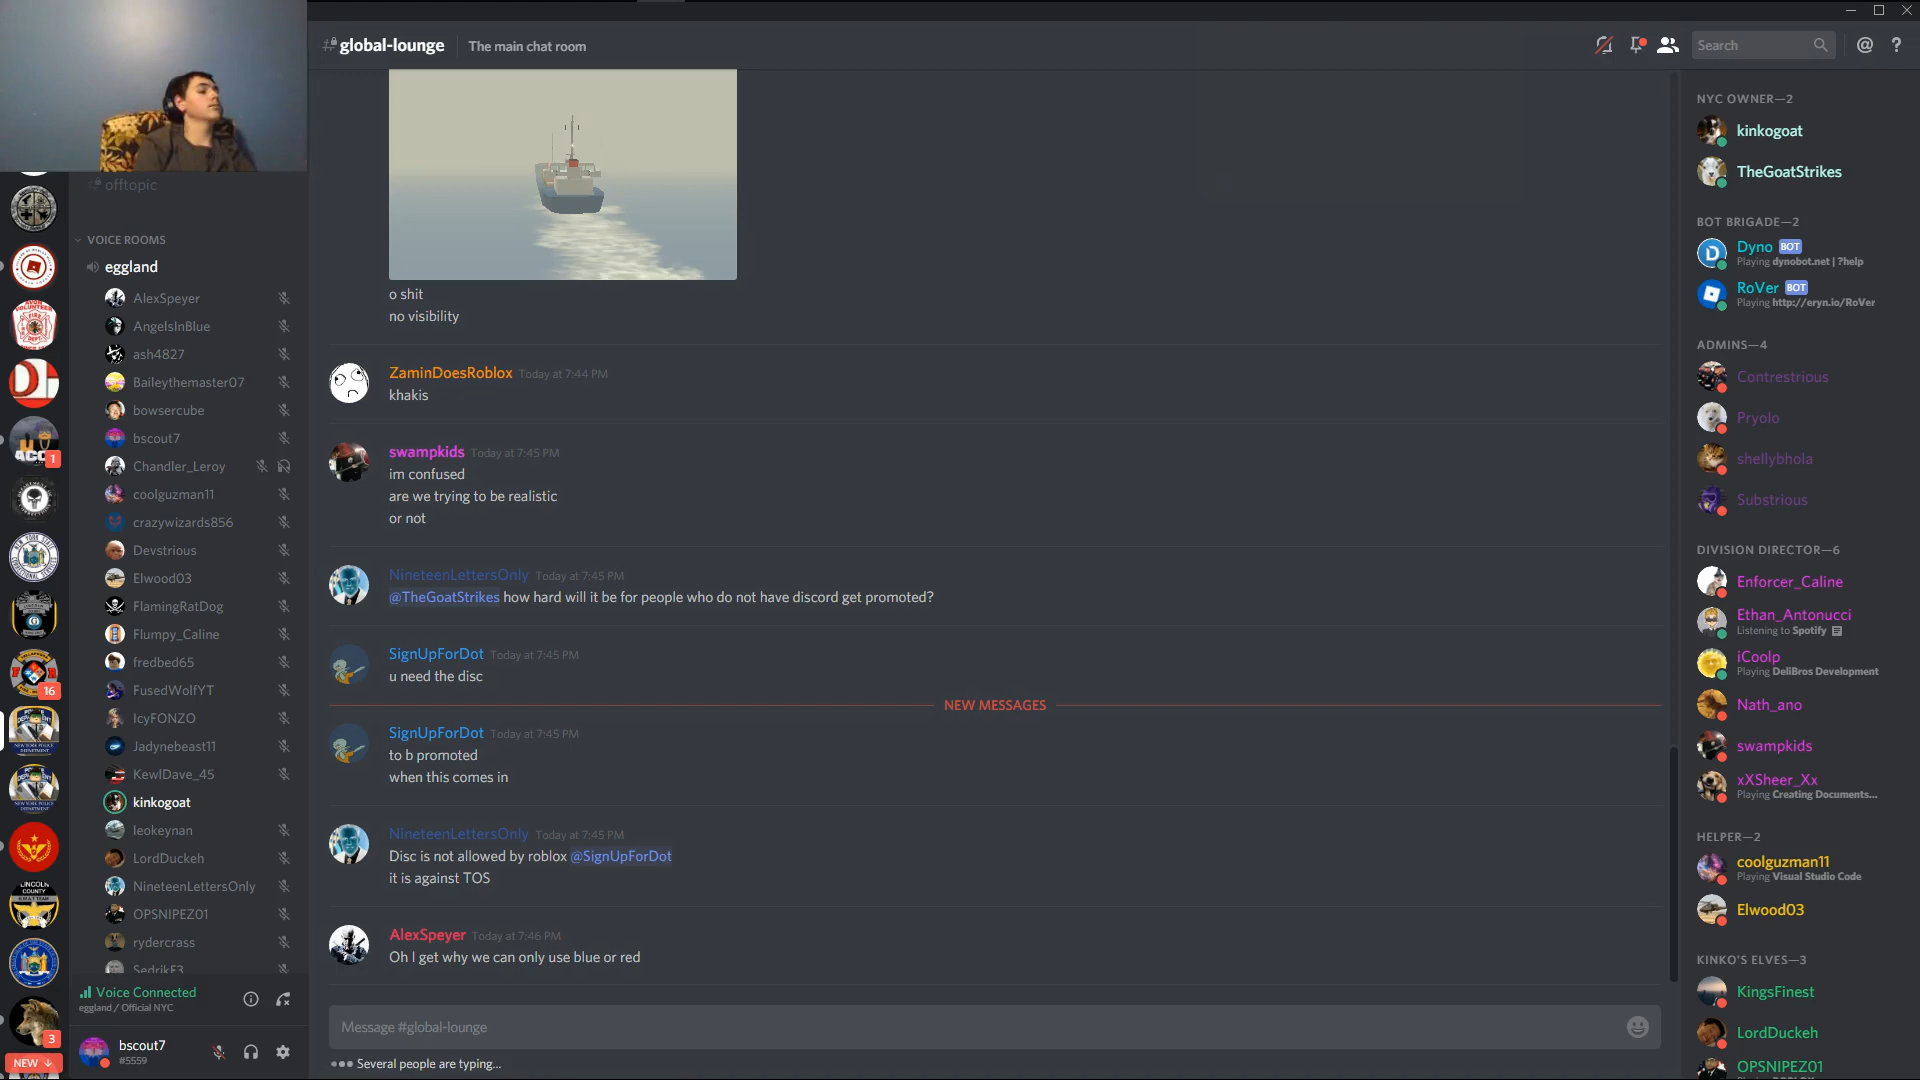 global-lounge
The main chat room
Search
offtopic
VOICE ROOMS
eggland
AlexSpeyer
AngelsInBlue
ash4827
Baileythemaster07
bowsercube
bscout7
Chandler_Leroy
coolguzman11
crazywizards856
Devstrious
Elwood03
FlamingRatDog
Flumpy_Caline
fredbed65
FusedWolfYT
IcyFONZO
Jadynebeast11
KewlDave_45
kinkogoat
leokeynan
LordDuckeh
NineteenLettersOnly
OPSNIPEZ01
rydercrass
SedrikF3
Voice Connected
eggland / Official NYC
bscout7
#5559
1
16
3
NEW
o shit
no visibility
ZaminDoesRoblox Today at 7:44 PM
khakis
swampkids Today at 7:45 PM
im confused
are we trying to be realistic
or not
NineteenLettersOnly Today at 7:45 PM
@TheGoatStrikes how hard will it be for people who do not have discord get promoted?
SignUpForDot Today at 7:45 PM
u need the disc
NEW MESSAGES
SignUpForDot Today at 7:45 PM
to b promoted
when this comes in
NineteenLettersOnly Today at 7:45 PM
Disc is not allowed by roblox @SignUpForDot
it is against TOS
AlexSpeyer Today at 7:46 PM
Oh I get why we can only use blue or red
Message #global-lounge
Several people are typing...
NYC OWNER—2
kinkogoat
TheGoatStrikes
BOT BRIGADE—2
Dyno BOT
Playing dynobot.net | ?help
RoVer BOT
Playing http://eryn.io/RoVer
ADMINS—4
Contrestrious
Pryolo
shellybhola
Substrious
DIVISION DIRECTOR—6
Enforcer_Caline
Ethan_Antonucci
Listening to Spotify
iCoolp
Playing DeliBros Development
Nath_ano
swampkids
xXSheer_Xx
Playing Creating Documents...
HELPER—2
coolguzman11
Playing Visual Studio Code
Elwood03
KINKO'S ELVES—3
KingsFinest
LordDuckeh
OPSNIPEZ01